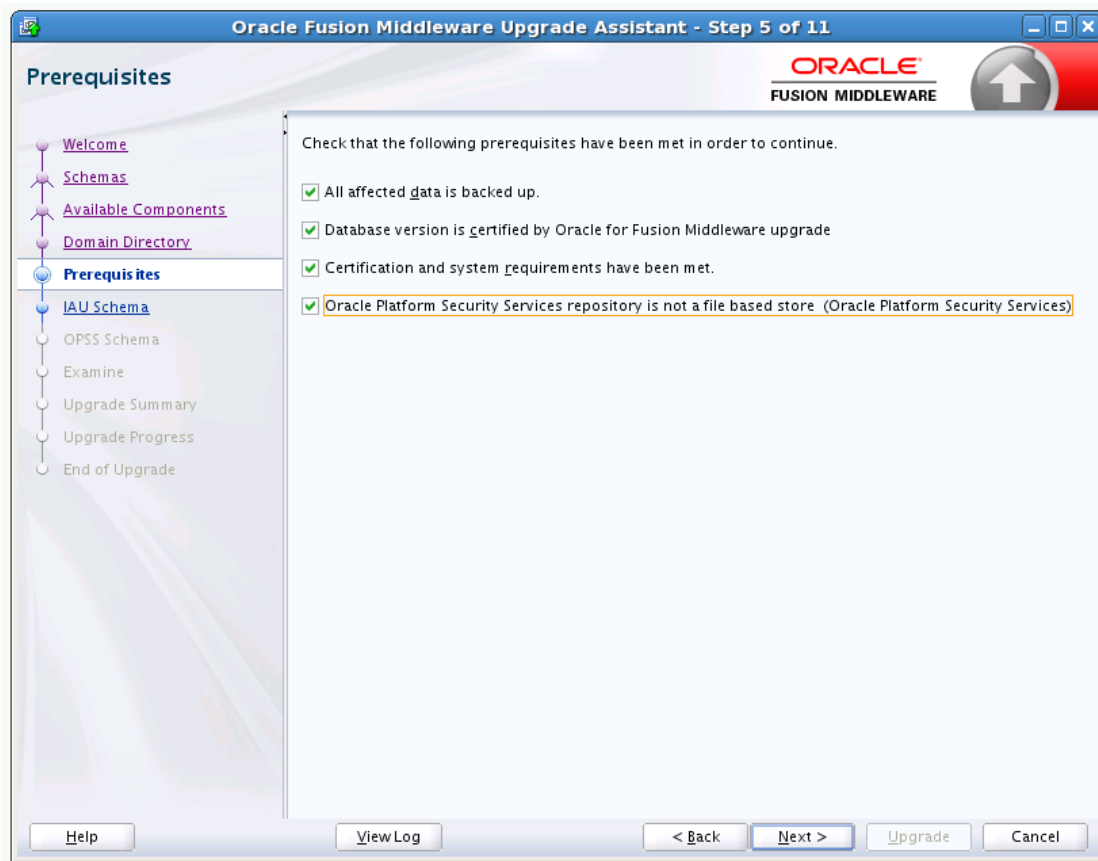 Oracle Fusion Middleware Upgrade Assistant - Step 5 of 11
Prerequisites
ORACLE
FUSION MIDDLEWARE
Welcome
Schemas
Available Components
Domain Directory
Prerequisites
IAU Schema
OPSS Schema
Examine
Upgrade Summary
Upgrade Progress
End of Upgrade
Check that the following prerequisites have been met in order to continue.
All affected data is backed up.
Database version is certified by Oracle for Fusion Middleware upgrade
Certification and system requirements have been met.
Oracle Platform Security Services repository is not a file based store (Oracle Platform Security Services)
Help
View Log
< Back
Next >
Upgrade
Cancel